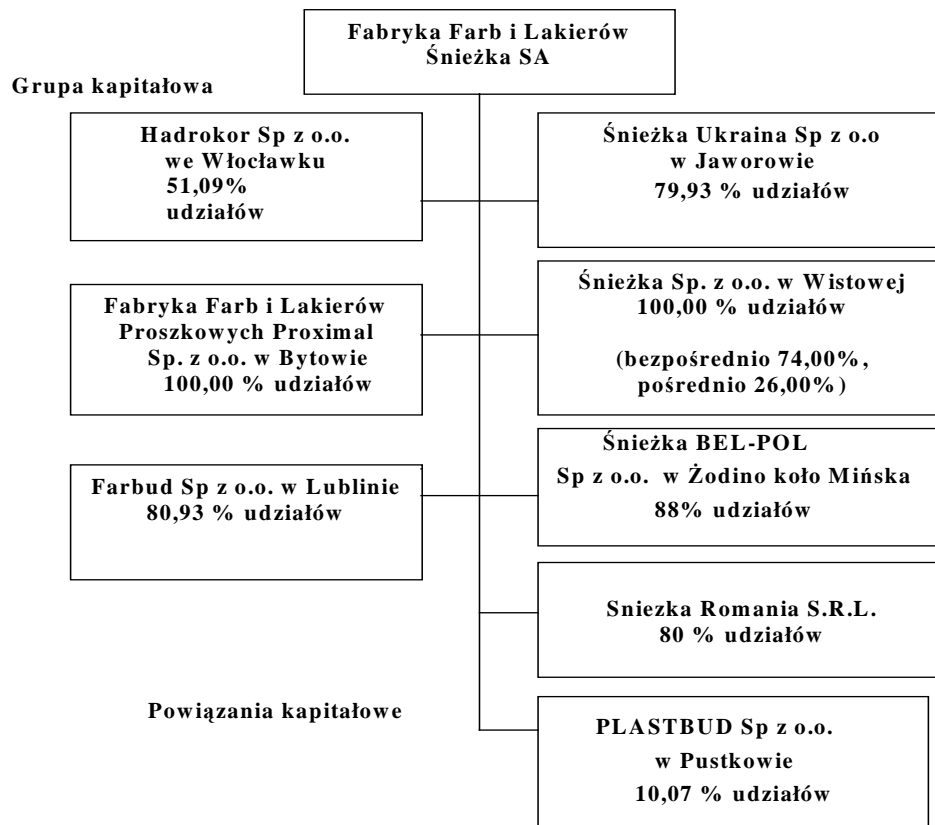 Fabryka Farb i Lakierów
Śnieżka SA
Grupa kapitałowa
Hadrokor Sp z o.o.
we Włocławku
51,09%
udziałów
Śnieżka Ukraina Sp z o.o
w Jaworowie
79,93 % udziałów
Fabryka Farb i Lakierów
Proszkowych Proximal
Sp. z o.o. w Bytowie
100,00 % udziałów
Śnieżka Sp. z o.o. w Wistowej
100,00 % udziałów
(bezpośrednio 74,00%,
pośrednio 26,00%)
Farbud Sp z o.o. w Lublinie
80,93 % udziałów
Śnieżka BEL-POL
Sp z o.o. w Żodino koło Mińska
88% udziałów
Sniezka Romania S.R.L.
80 % udziałów
Powiązania kapitałowe
PLASTBUD Sp z o.o.
w Pustkowie
10,07 % udziałów